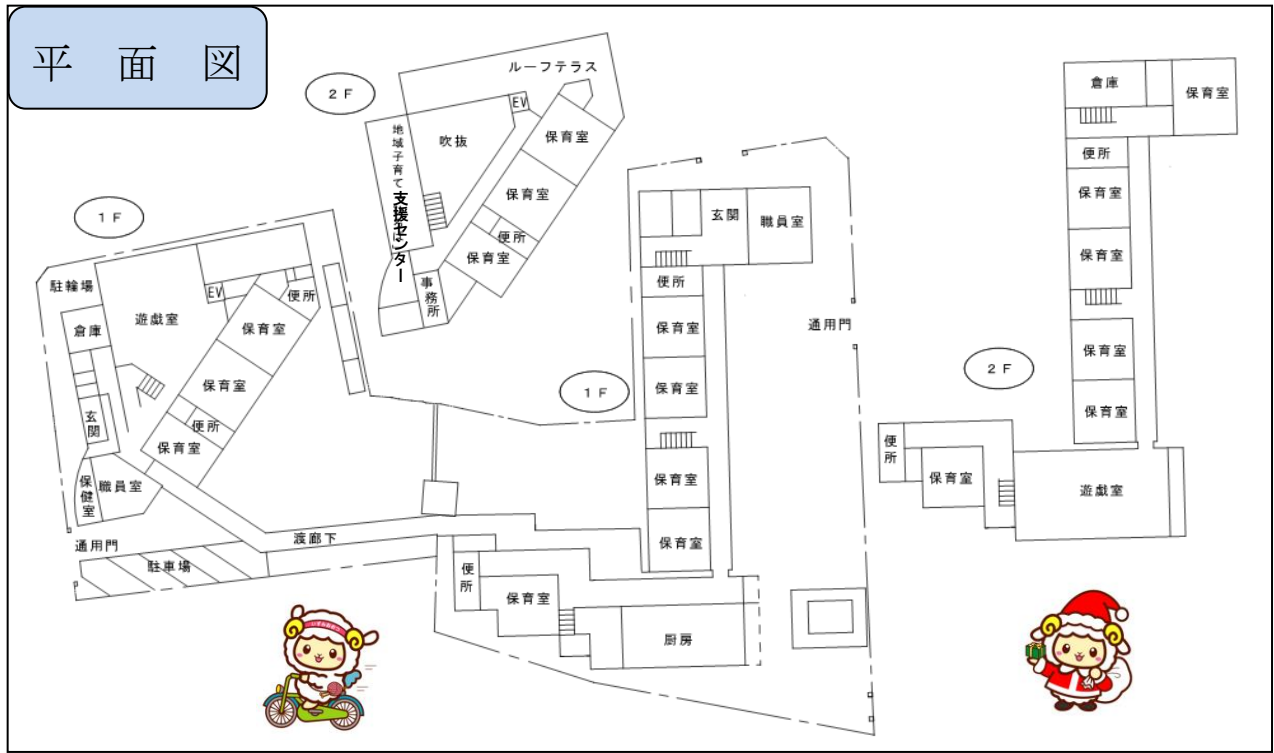 平面図
2F
ルーフテラス
EV
吹抜
保育室
保育室
便所
保育室
地域子育て
支援センター
事務所
1F
駐輪場
倉庫
遊戯室
EV
便所
保育室
保育室
便所
保育室
玄関
保健室
職員室
通用門
駐車場
渡廊下
1F
玄関
職員室
便所
保育室
保育室
保育室
保育室
通用門
便所
保育室
厨房
2F
倉庫
保育室
便所
保育室
保育室
保育室
保育室
便所
保育室
遊戯室